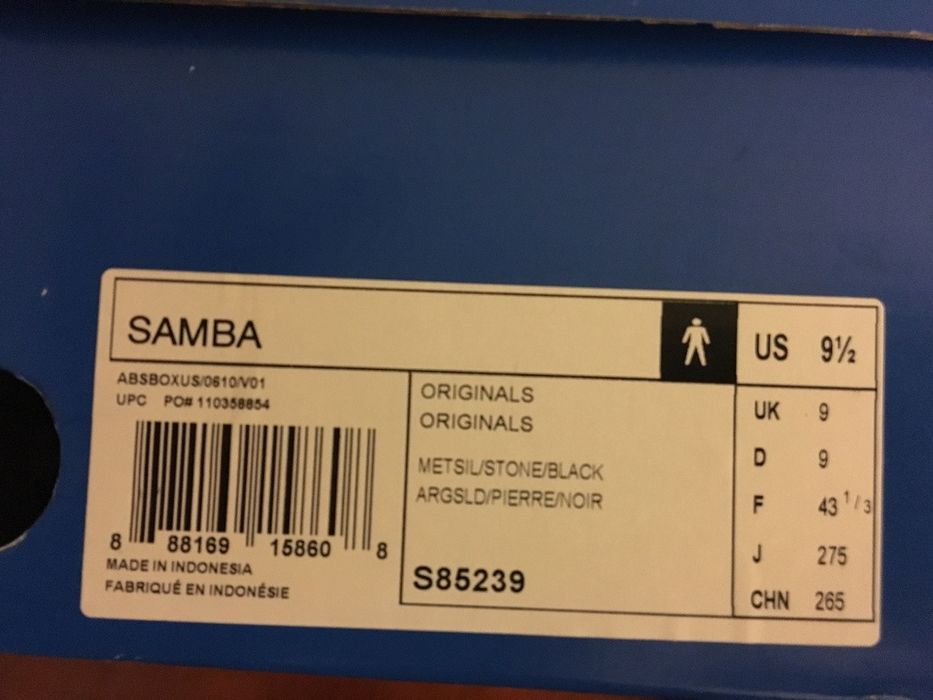 SAMBA
US 9½
ABSBOXUS/0610/V01
UPC PO# 110358854
8 88169 15860 8
MADE IN INDONESIA
FABRIQUÉ EN INDONÉSIE
ORIGINALS
ORIGINALS
METSIL/STONE/BLACK
ARGSLD/PIERRE/NOIR
S85239
UK 9
D 9
F 43 1/3
J 275
CHN 265